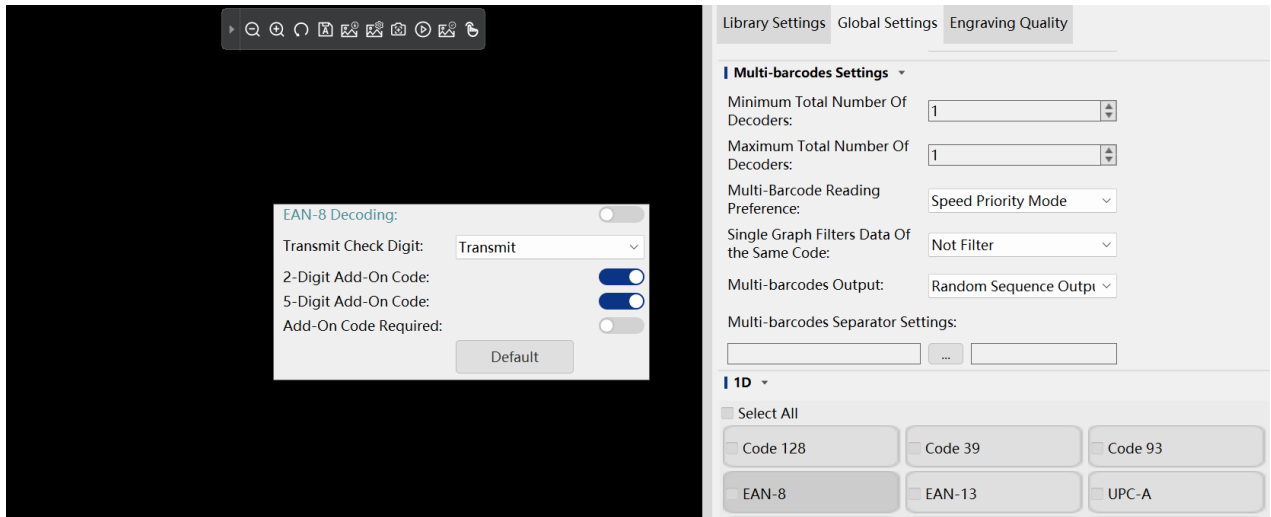 Library Settings Global Settings Engraving Quality
Multi-barcodes Settings
Minimum Total Number Of
Decoders:
1
Maximum Total Number Of
Decoders:
1
Multi-Barcode Reading
Preference:
Speed Priority Mode
Single Graph Filters Data Of
the Same Code:
Not Filter
Multi-barcodes Output:
Random Sequence Outpu
Multi-barcodes Separator Settings:
...
1D
Select All
Code 128 Code 39 Code 93
EAN-8 EAN-13 UPC-A
EAN-8 Decoding:
Transmit Check Digit: Transmit
2-Digit Add-On Code:
5-Digit Add-On Code:
Add-On Code Required:
Default